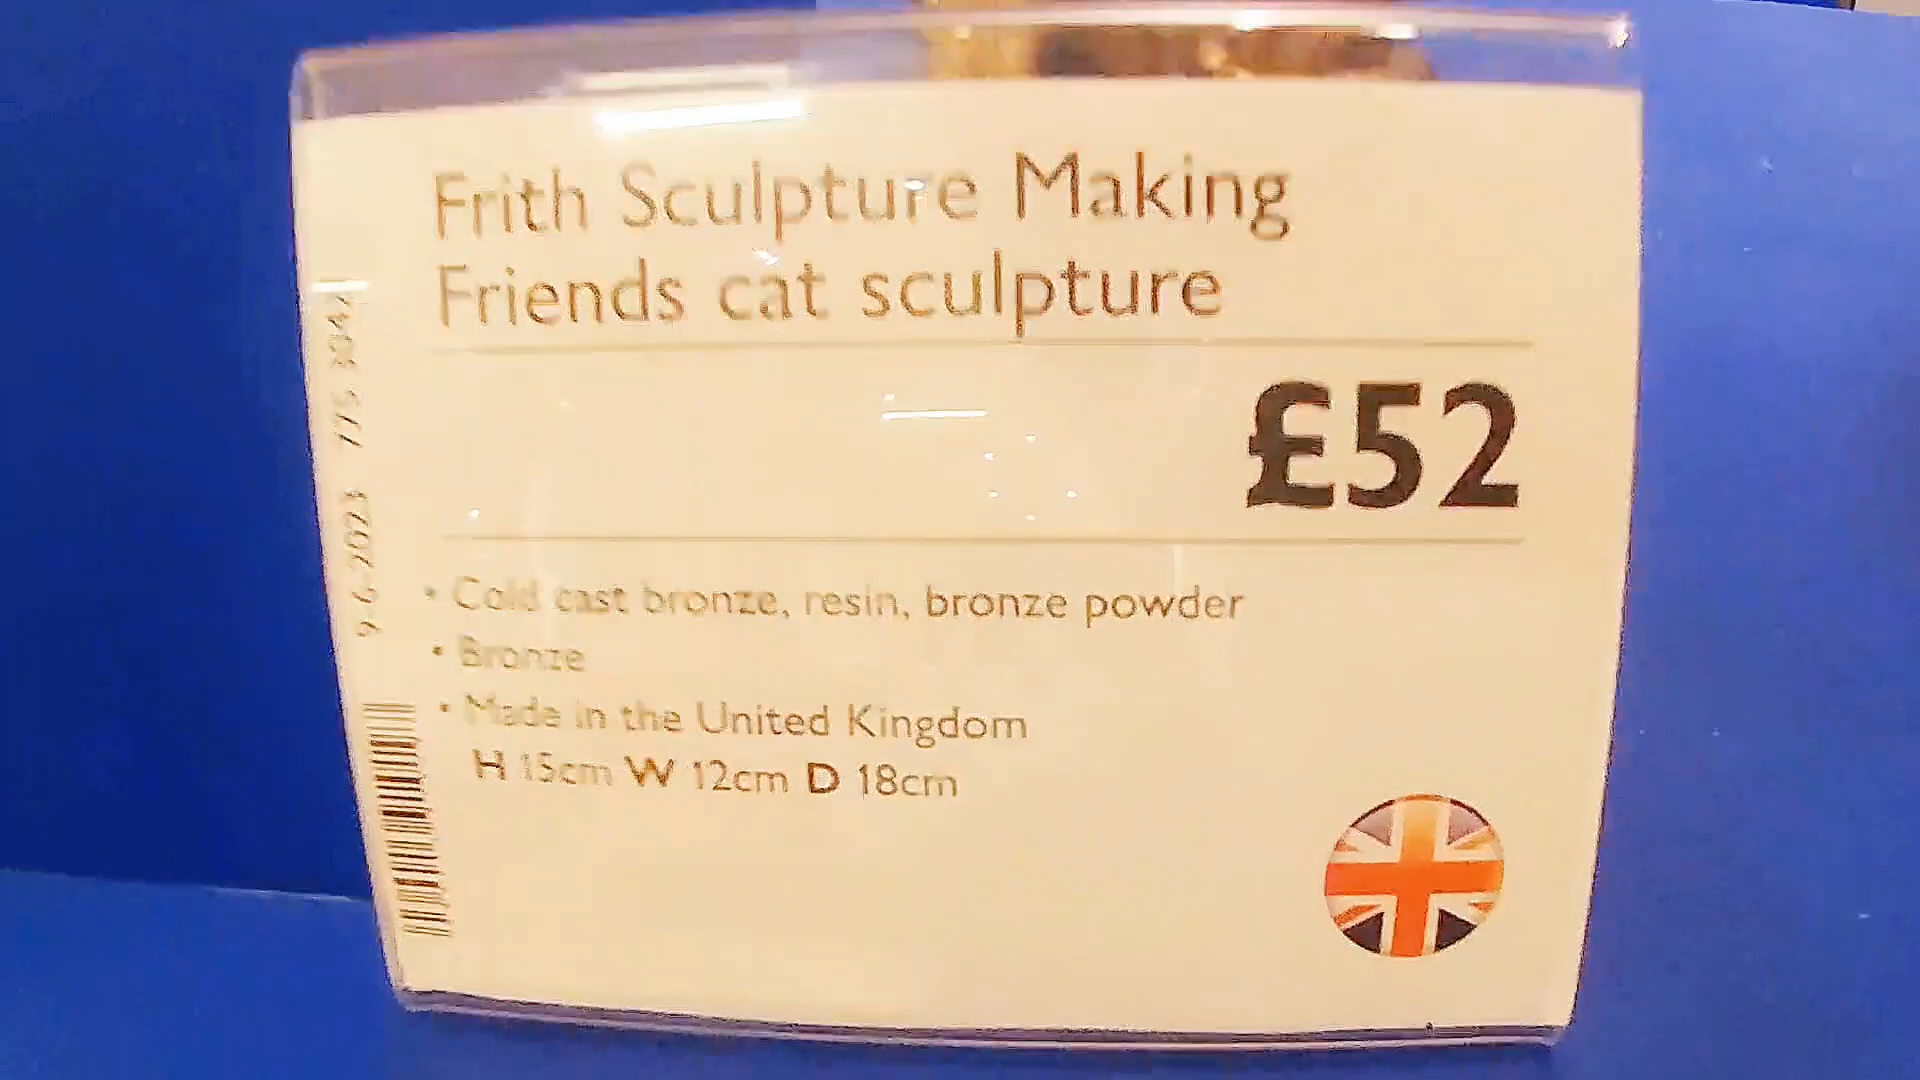 Frith Sculpture Making
Friends cat sculpture
£52
• Cold cast bronze, resin, bronze powder
• Bronze
• Made in the United Kingdom
H 15cm W 12cm D 18cm